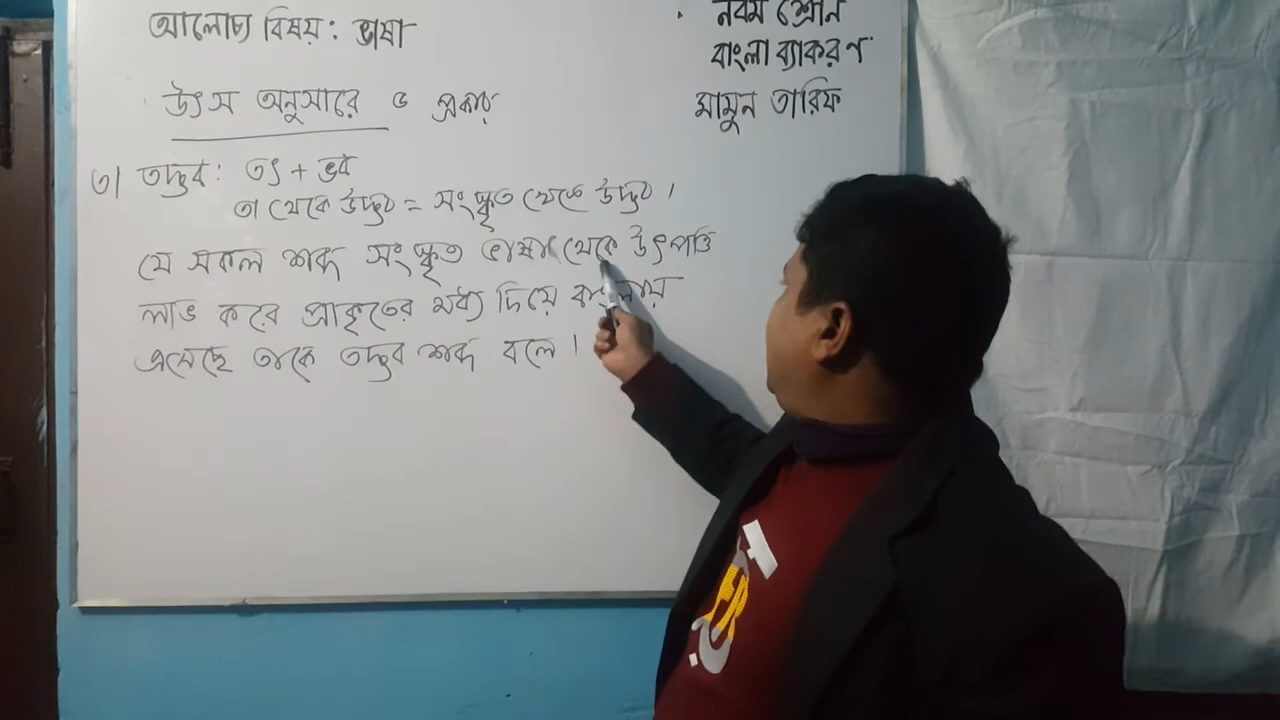 আলোচ্য বিষয়: ভাষা
নবম শ্রেনি
বাংলা ব্যাকরণ
মামুন তারিফ
উৎস অনুসারে ৫ প্রকার
৩। তদ্ভব: তৎ + ভব
তা থেকে উদ্ভুত = সংস্কৃত থেকে উদ্ভুত।
যে সকল শব্দ সংস্কৃত ভাষা থেকে উৎপত্তি
লাভ করে প্রাকৃতের মধ্য দিয়ে বাংলায়
এসেছে তাকে তদ্ভব শব্দ বলে।